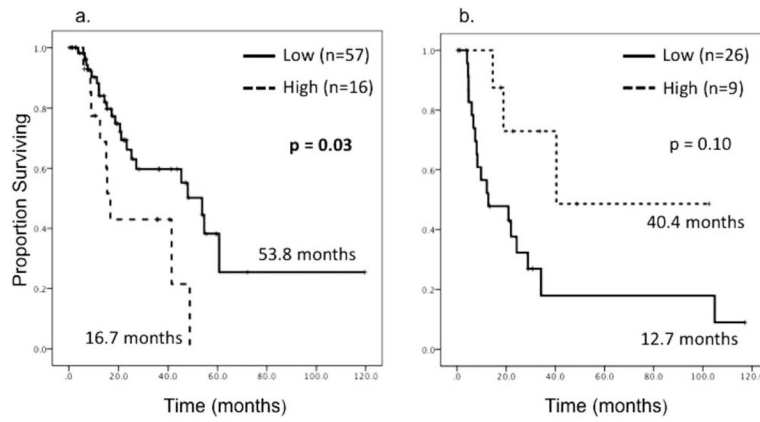 a.
Proportion Surviving
1.0
0.8
0.6
0.4
0.2
0.0
Low (n=57)
High (n=16)
p = 0.03
53.8 months
16.7 months
.0 20.0 40.0 60.0 80.0 100.0 120.0
Time (months)
b.
1.0
0.8
0.6
0.4
0.2
0.0
Low (n=26)
High (n=9)
p = 0.10
40.4 months
12.7 months
.0 20.0 40.0 60.0 80.0 100.0 120.0
Time (months)